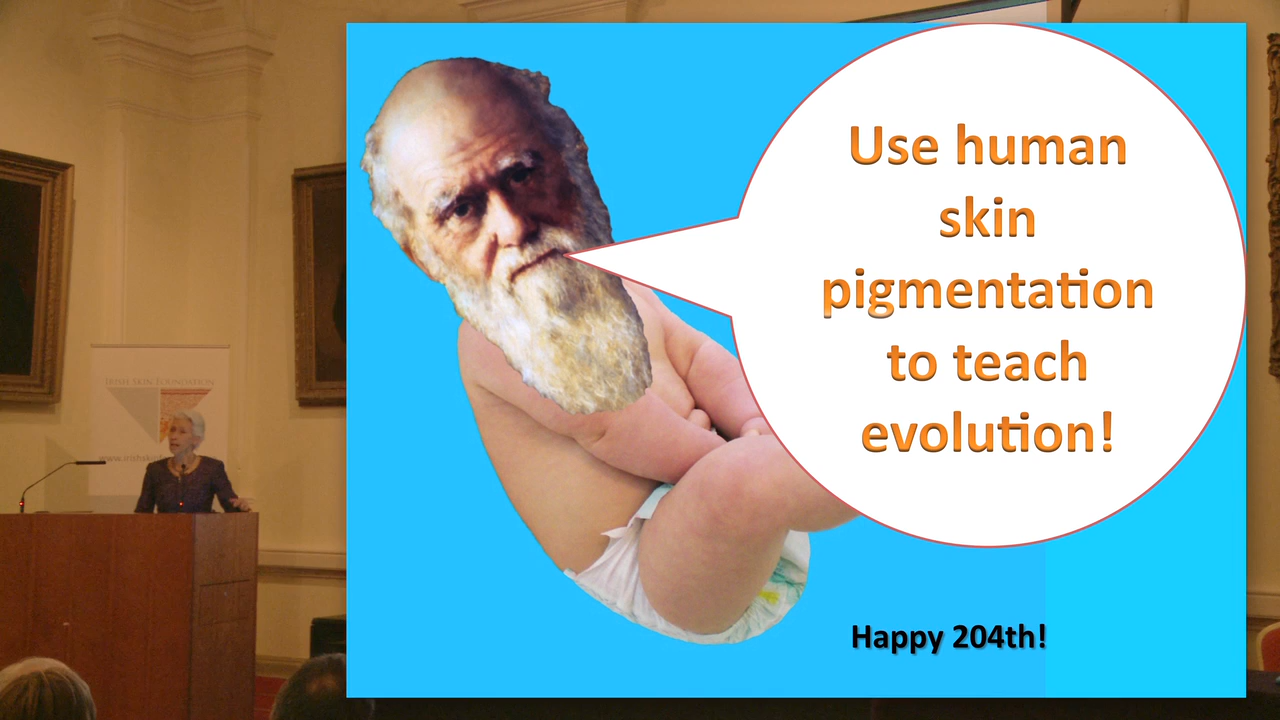 Use human
skin
pigmentation
to teach
evolution!
Happy 204th!
IRISH SKIN FOUNDATION